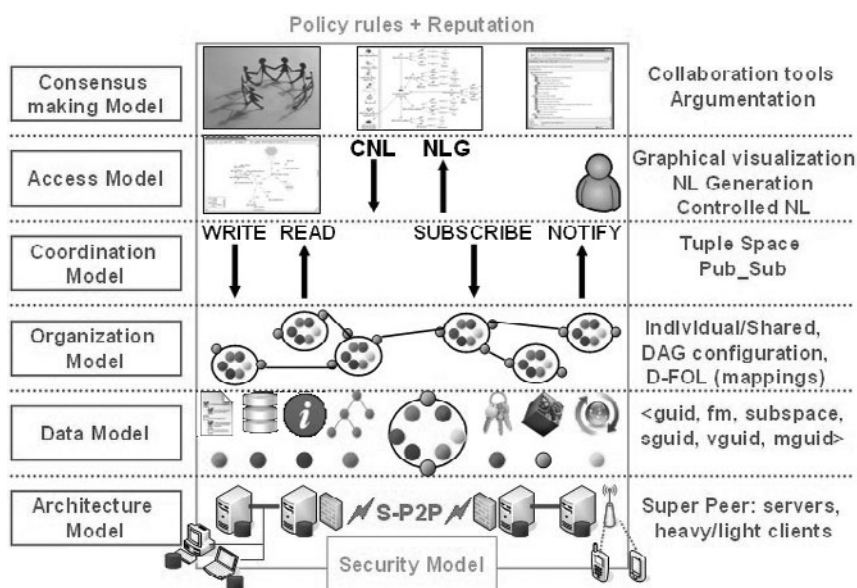 Policy rules + Reputation
Consensus
making Model
Collaboration tools
Argumentation
Access Model
CNL NLG
Graphical visualization
NL Generation
Controlled NL
Coordination
Model
WRITE READ SUBSCRIBE NOTIFY
Tuple Space
Pub_Sub
Organization
Model
Individual/Shared,
DAG configuration,
D-FOL (mappings)
Data Model
i
<guid, fm, subspace,
sguid, vguid, mguid>
Architecture
Model
S-P2P
Super Peer: servers,
heavy/light clients
Security Model